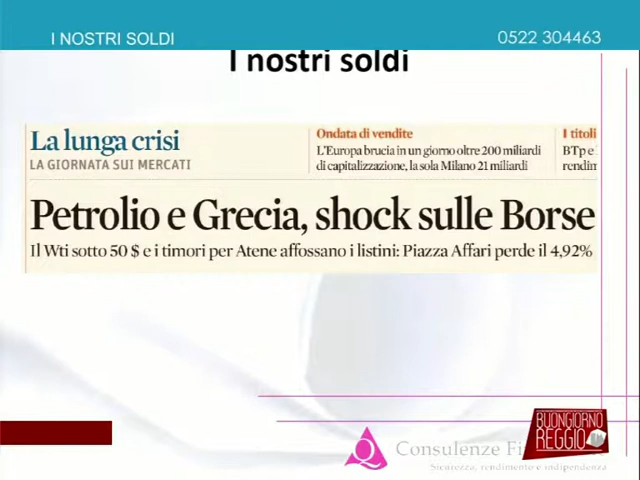 I NOSTRI SOLDI
0522 304463
I nostri soldi
La lunga crisi
LA GIORNATA SUI MERCATI
Ondata di vendite
L'Europa brucia in un giorno oltre 200 miliardi
di capitalizzazione, la sola Milano 21 miliardi
I titoli
BTp e
Petrolio e Grecia, shock sulle Borse
Il Wti sotto 50 $ e i timori per Atene affossano i listini: Piazza Affari perde il 4,92%
BUONGIORNO
REGGIO
Consulenze
Sicurezza, rendimento e indipendenza